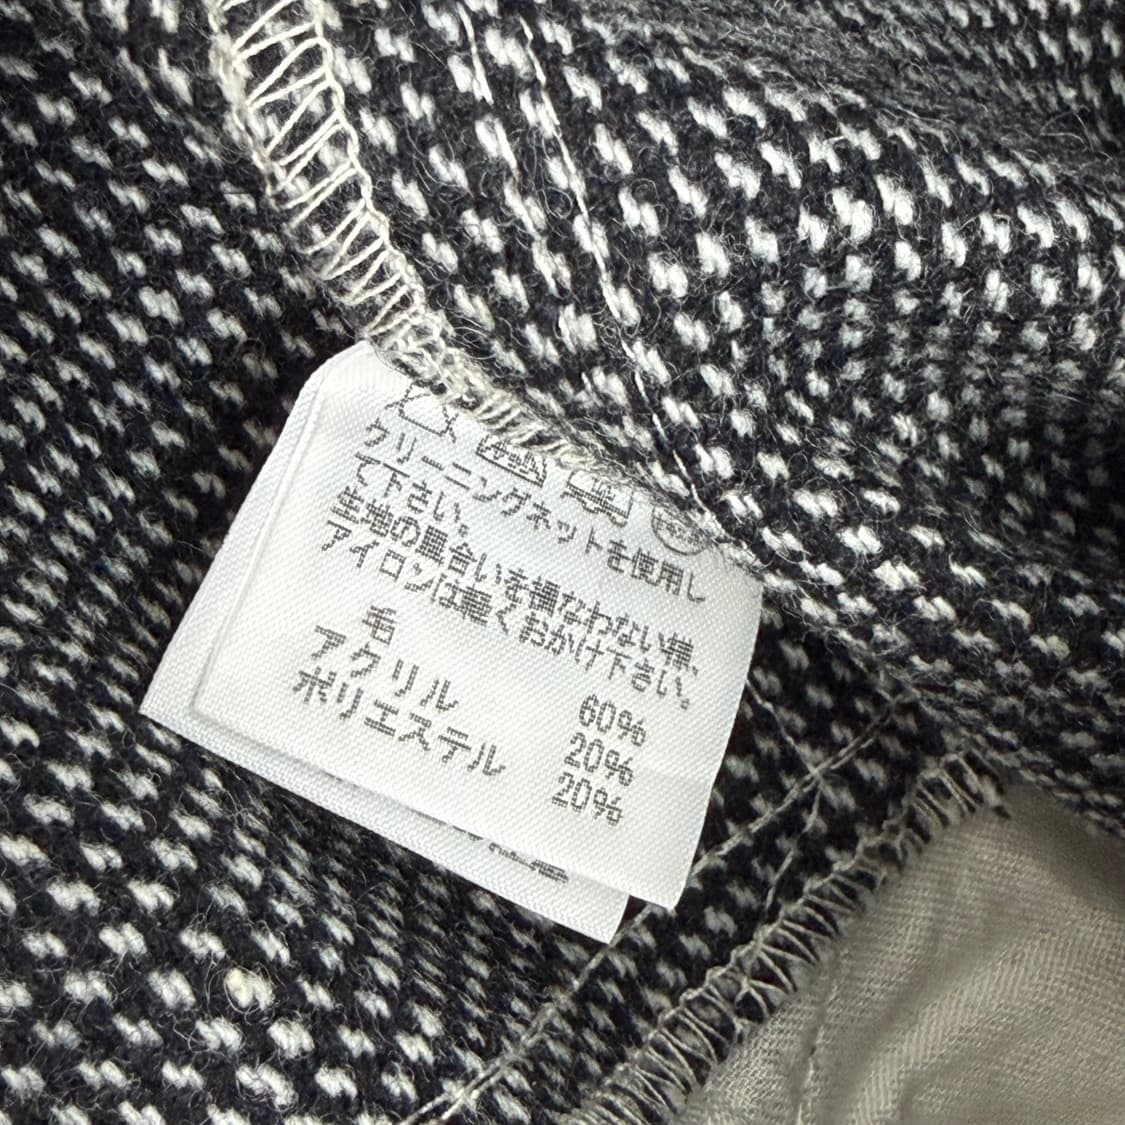 クリーニングネットを使用し
て下さい。
生地の風合いを損なわない様、
アイロンは軽くおかけ下さい。
毛 60%
アクリル 20%
ポリエステル 20%